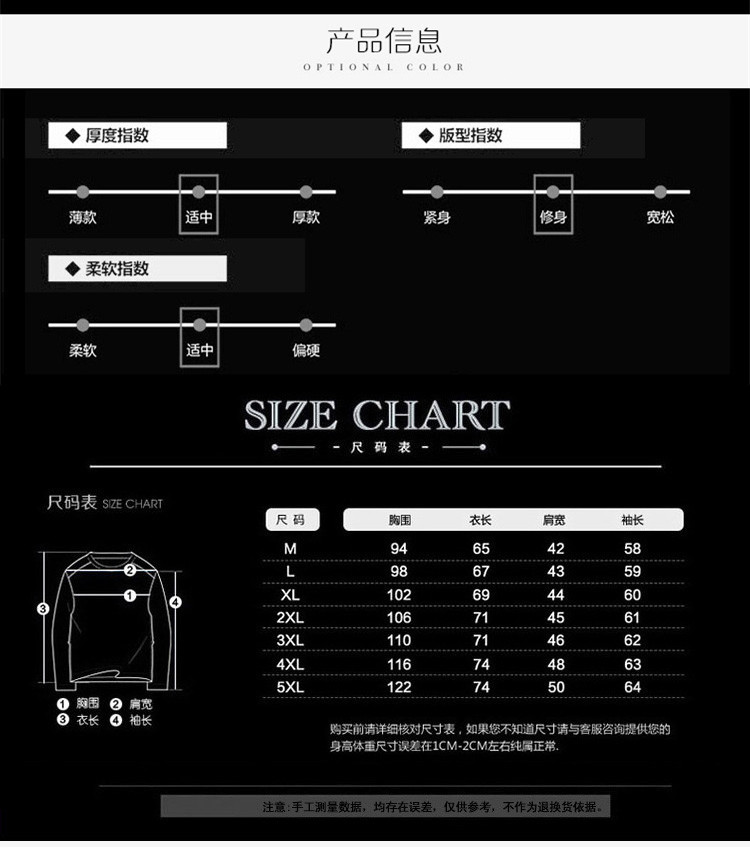 产品信息
OPTIONAL COLOR
◆ 厚度指数
薄款 适中 厚款
◆ 版型指数
紧身 修身 宽松
◆ 柔软指数
柔软 适中 偏硬
SIZE CHART
- 尺 码 表 -
尺码表 SIZE CHART
尺 码 胸围 衣长 肩宽 袖长
M 94 65 42 58
L 98 67 43 59
XL 102 69 44 60
2XL 106 71 45 61
3XL 110 71 46 62
4XL 116 74 48 63
5XL 122 74 50 64
2
1
3
4
1 胸围 2 肩宽
3 衣长 4 袖长
购买前请详细核对尺寸表，如果您不知道尺寸请与客服咨询提供您的
身高体重尺寸误差在1CM-2CM左右纯属正常.
注意:手工测量数据，均存在误差，仅供参考，不作为退换货依据。